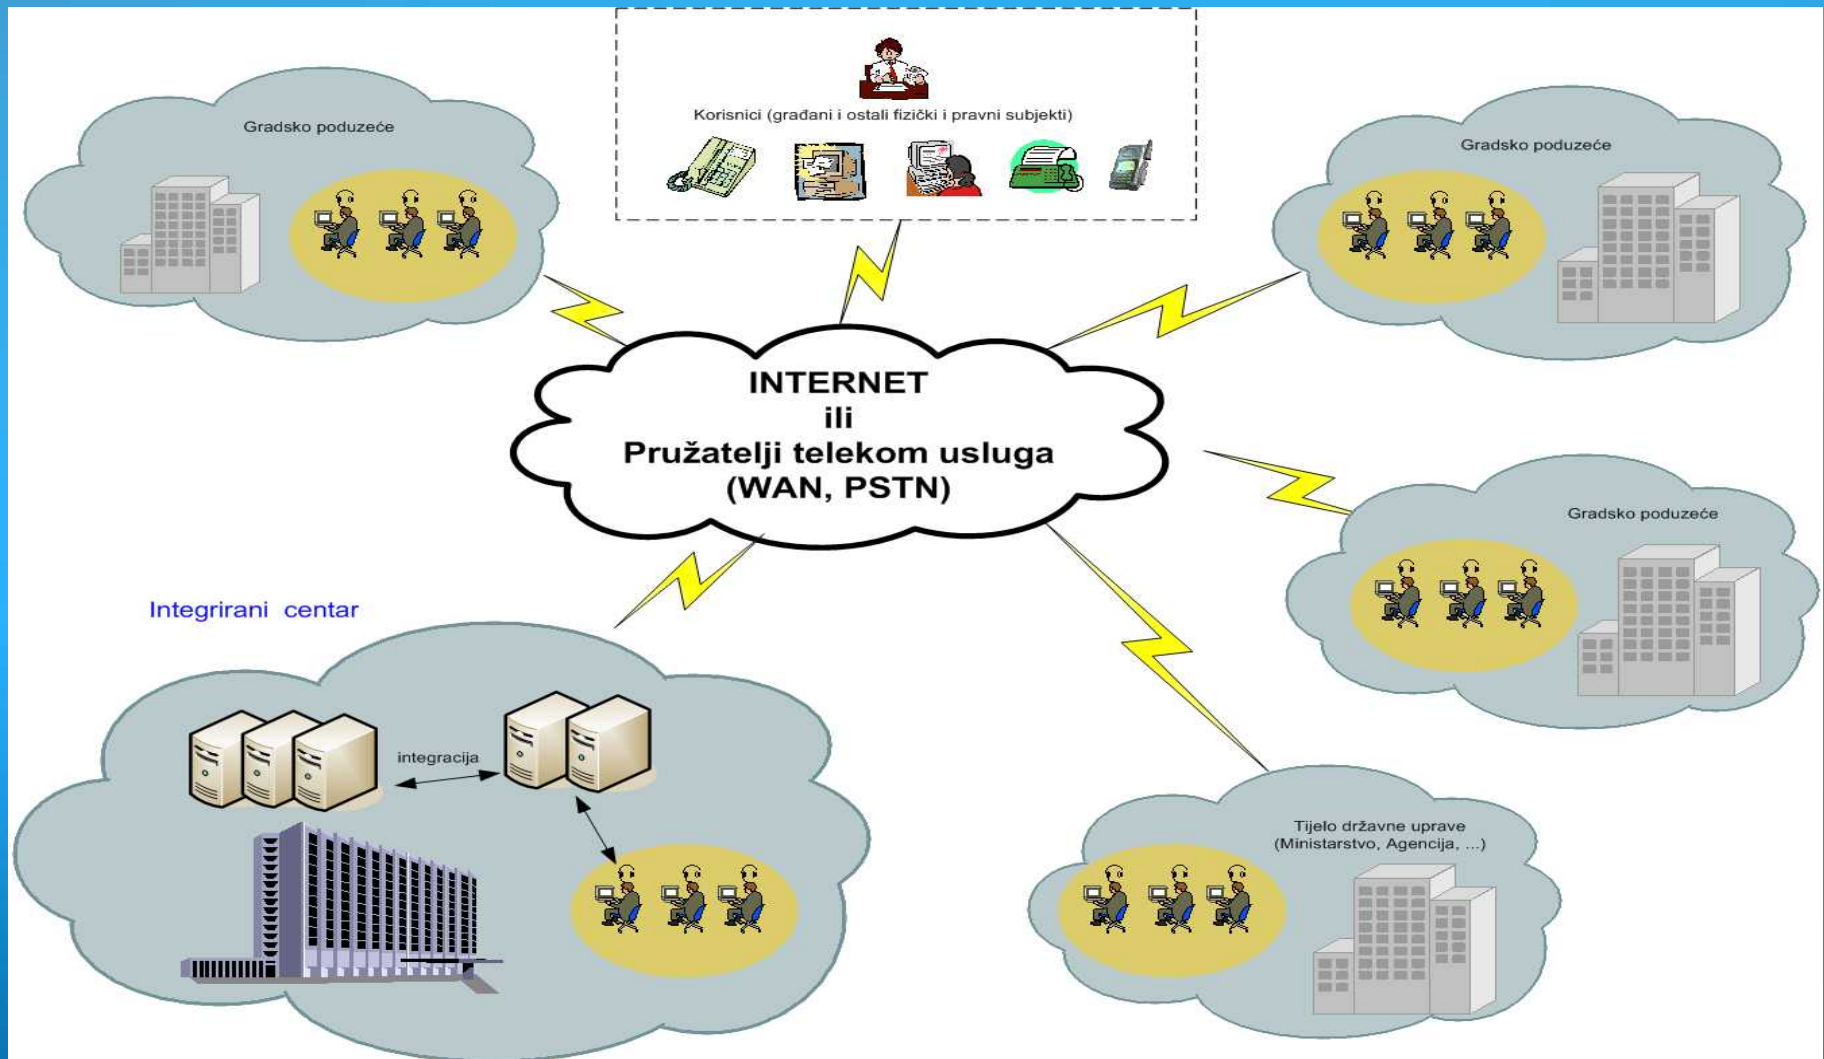 Korisnici (građani i ostali fizički i pravni subjekti)
Gradsko poduzeće
Gradsko poduzeće
INTERNET
ili
Pružatelji telekom usluga
(WAN, PSTN)
Gradsko poduzeće
Integrirani centar
integracija
Tijelo državne uprave
(Ministarstvo, Agencija, ...)